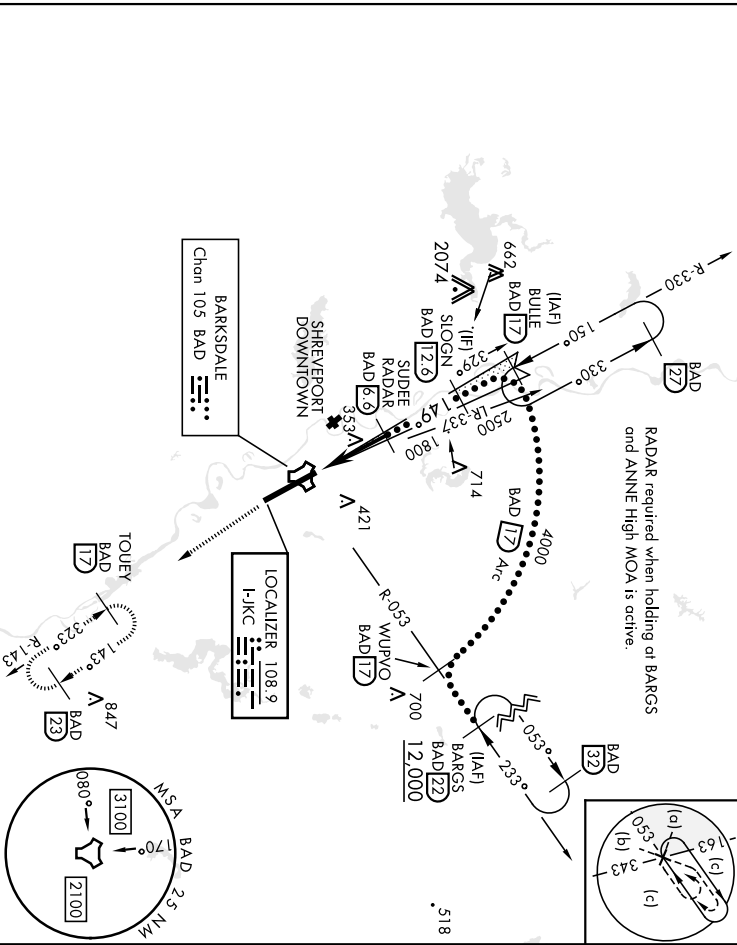 RADAR required when holding at BARGS
and ANNE High MOA is active.
R-330
150°
330°
BAD
27
(IAF)
BULLE
BAD 17
662
2074
(IF)
SLOGN
BAD 12.6
329°
149°
LR-337
2500
1800
SUDEE
RADAR
BAD 6.6
SHREVEPORT
DOWNTOWN
353
714
421
BARKSDALE
Chan 105 BAD
LOCALIZER 108.9
I-JKC
4000
BAD 17 Arc
R-053
WUPVO
BAD 17
700
(IAF)
BARGS
BAD 22
12,000
053°
233°
BAD
32
TOUEY
BAD
17
323°
143°
R-143
BAD
23
847
518
MSA BAD 25 NM
3100
2100
080°
170°
053
(a)
(b)
163
(c)
343
(c)